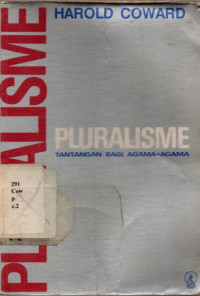 HAROLD COWARD
PLURALISME
PLURALISME
TANTANGAN BAGI AGAMA-AGAMA
291
Cow
P
c.2